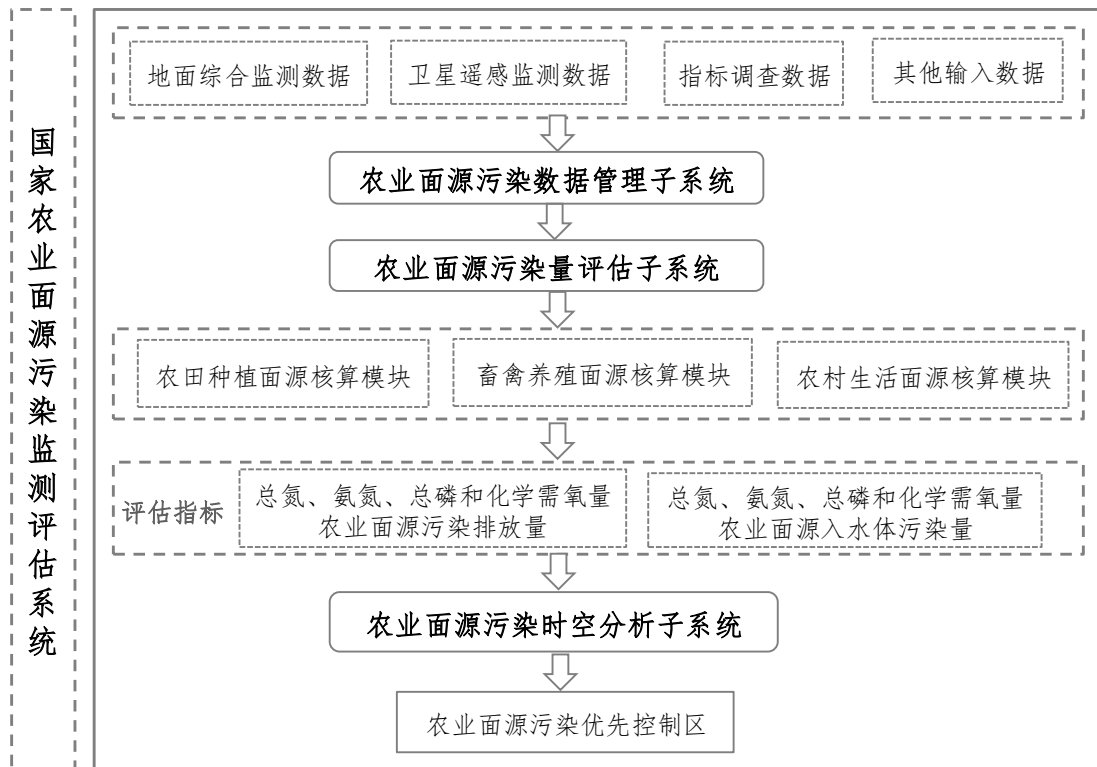 国家农业面源污染监测评估系统
地面综合监测数据
卫星遥感监测数据
指标调查数据
其他输入数据
农业面源污染数据管理子系统
农业面源污染量评估子系统
农田种植面源核算模块
畜禽养殖面源核算模块
农村生活面源核算模块
评估指标
总氮、氨氮、总磷和化学需氧量
农业面源污染排放量
总氮、氨氮、总磷和化学需氧量
农业面源入水体污染量
农业面源污染时空分析子系统
农业面源污染优先控制区